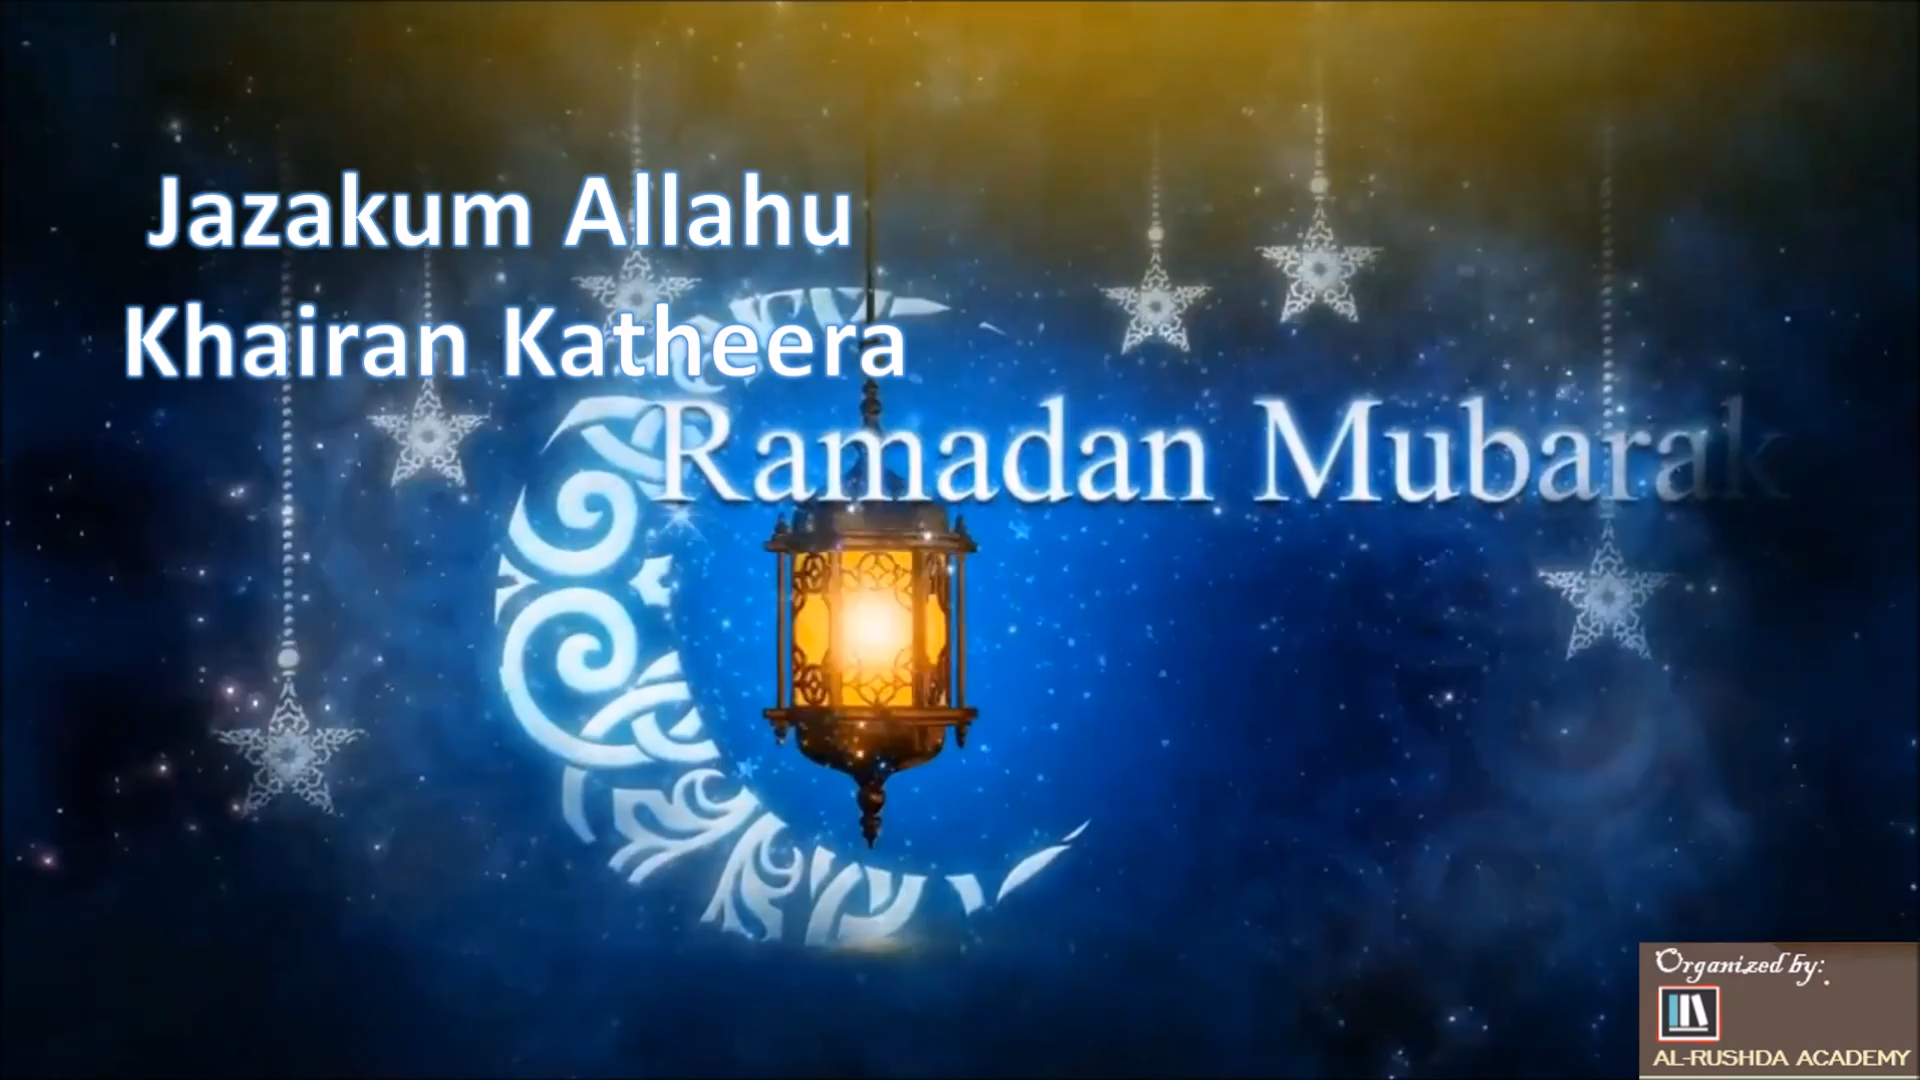 Jazakum Allahu
Khairan Katheera
Ramadan Mubarak
Organized by:
AL-RUSHDA ACADEMY